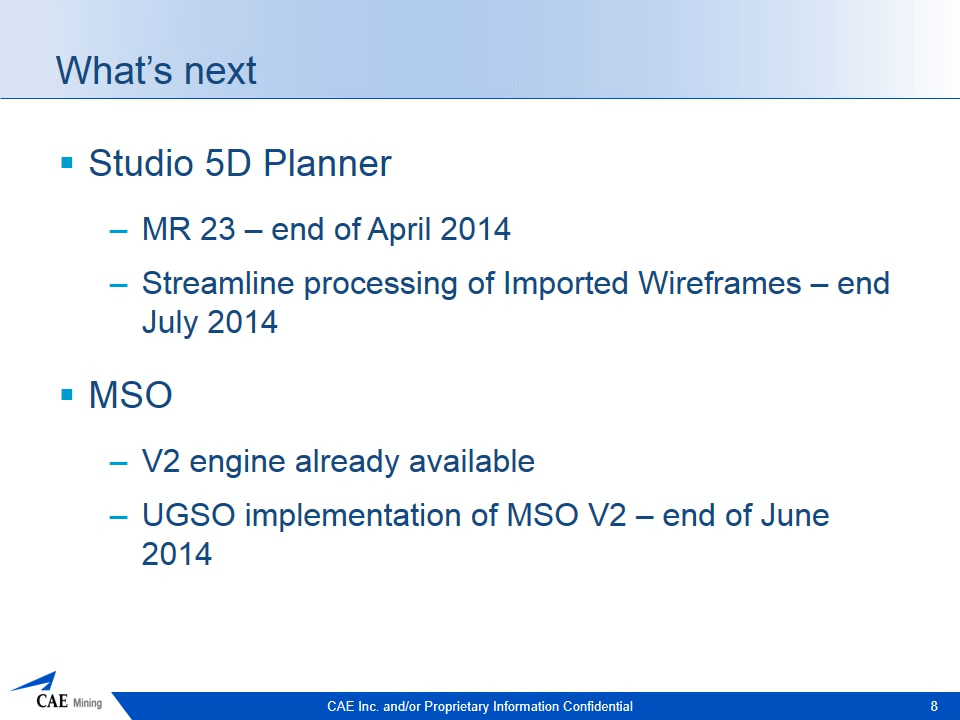 What’s next
▪ Studio 5D Planner
– MR 23 – end of April 2014
– Streamline processing of Imported Wireframes – end
July 2014
▪ MSO
– V2 engine already available
– UGSO implementation of MSO V2 – end of June
2014
CAE Mining
CAE Inc. and/or Proprietary Information Confidential
8